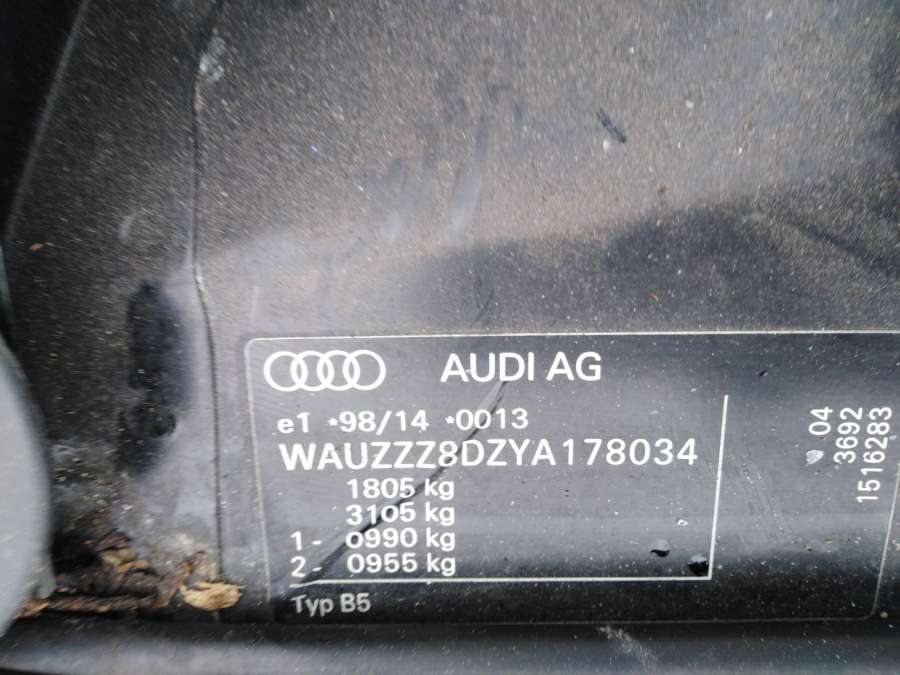 AUDI AG
e1 *98/14 *0013
WAUZZZ8DZYA178034
1805 kg
3105 kg
1- 0990 kg
2- 0955 kg
Typ B5
04
3692
1516283